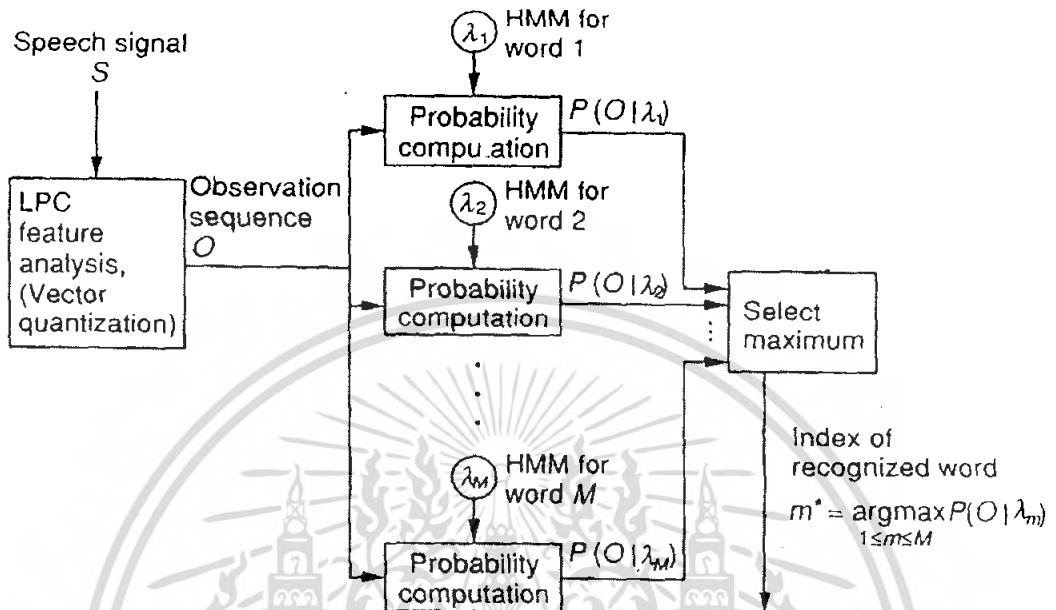 Speech signal
S
LPC
feature
analysis,
(Vector
quantization)
Observation
sequence
O
λ₁
HMM for
word 1
Probability
compu.ation
P(O|λ₁)
λ₂
HMM for
word 2
Probability
computation
P(O|λ₂)
λM
HMM for
word M
Probability
computation
P(O|λM)
Select
maximum
Index of
recognized word
m* = argmax P(O|λm)
1≤m≤M